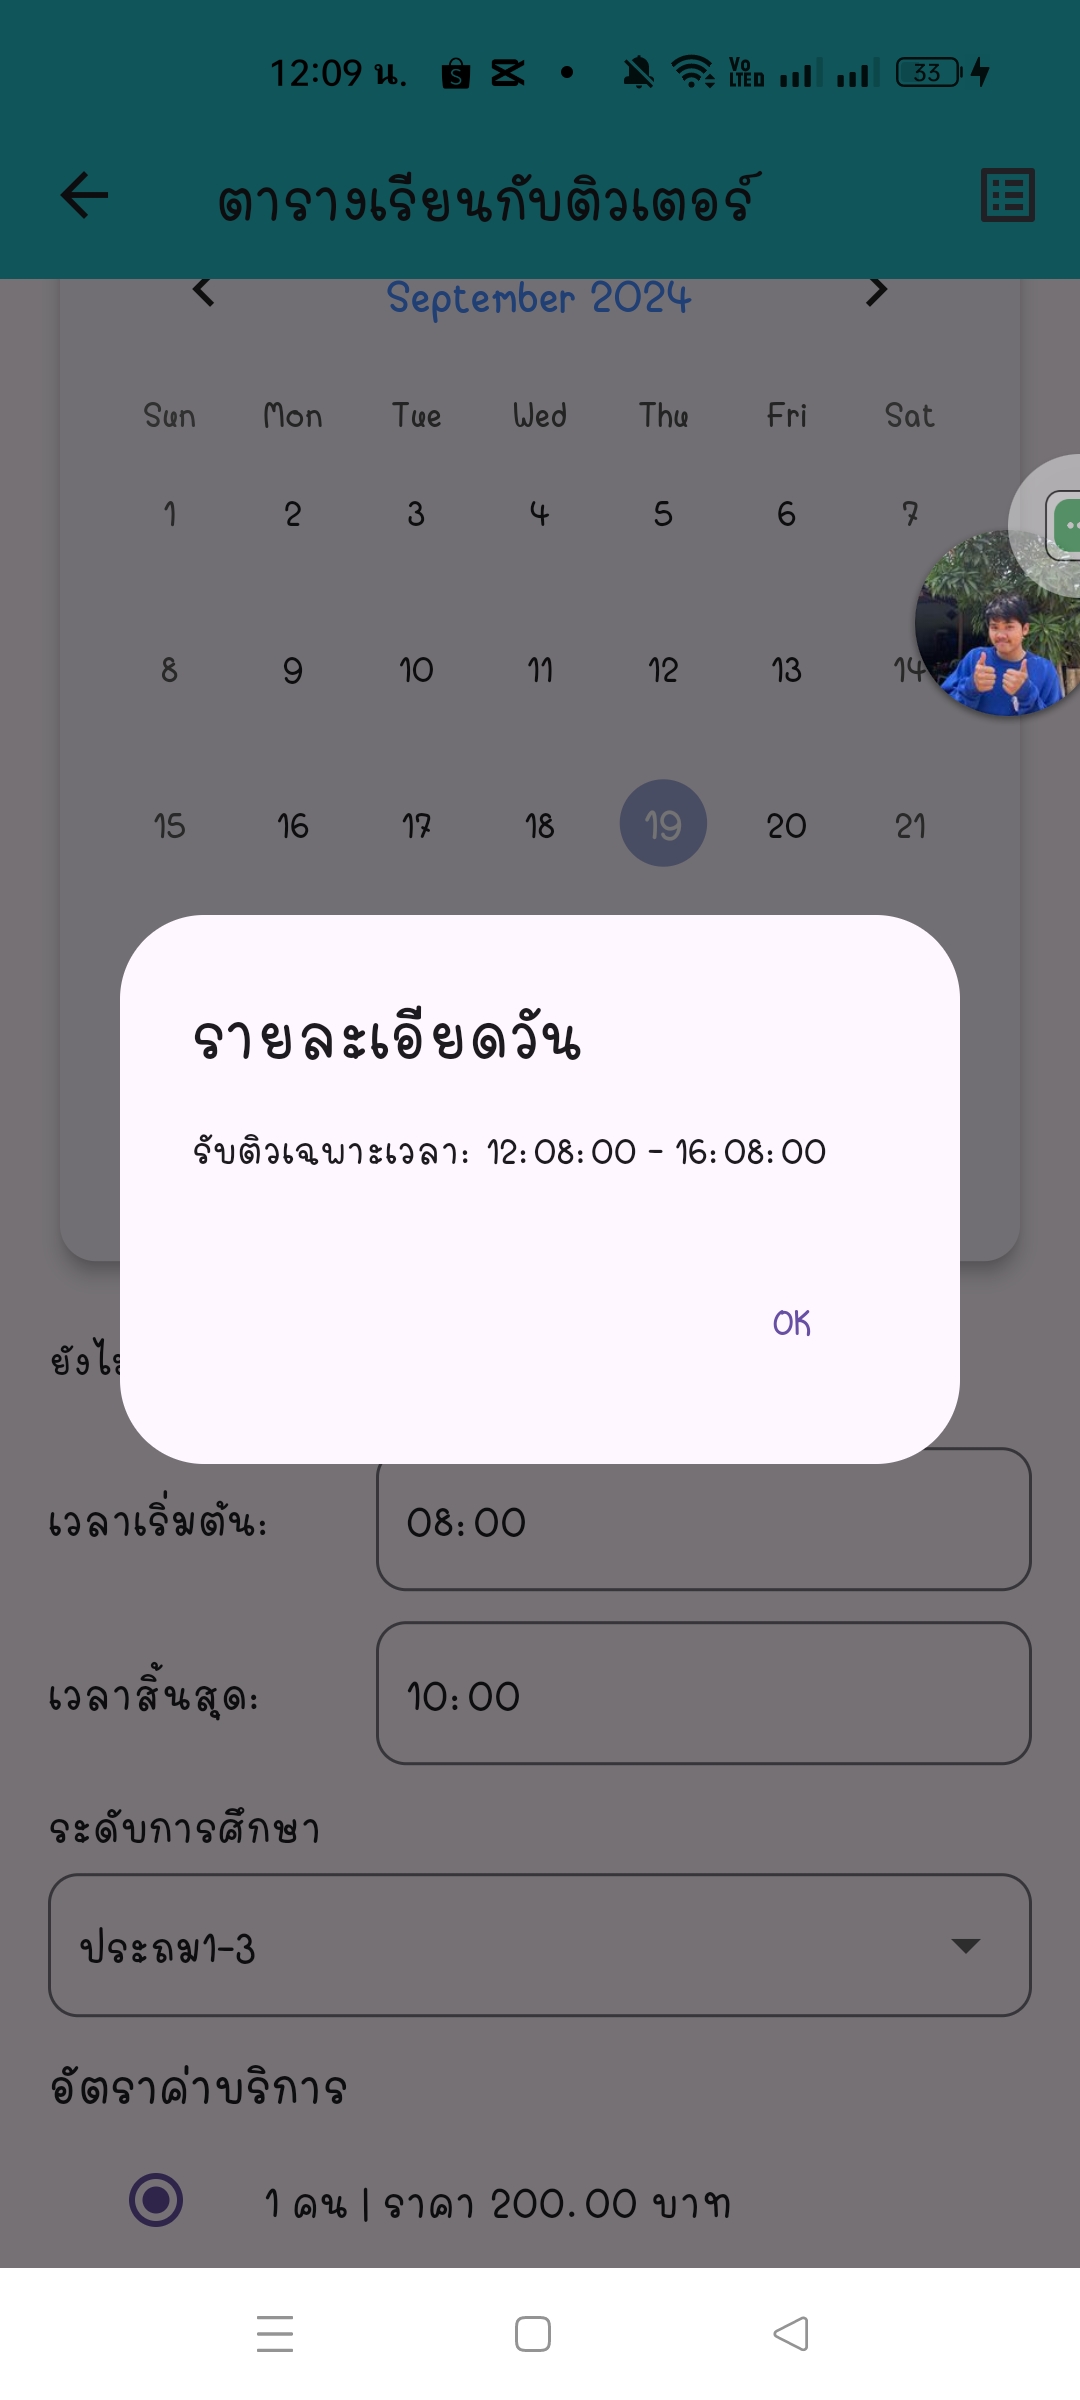 12:09 น.
Vo
LTED
33
ตารางเรียนกับติวเตอร์
September 2024
Sun Mon Tue Wed Thu Fri Sat
1 2 3 4 5 6 7
8 9 10 11 12 13 14
15 16 17 18 19 20 21
รายละเอียดวัน
รับติวเฉพาะเวลา: 12:08:00 - 16:08:00
OK
เวลาเริ่มต้น: 08:00
เวลาสิ้นสุด: 10:00
ระดับการศึกษา
ประถม1-3
อัตราค่าบริการ
1 คน | ราคา 200.00 บาท